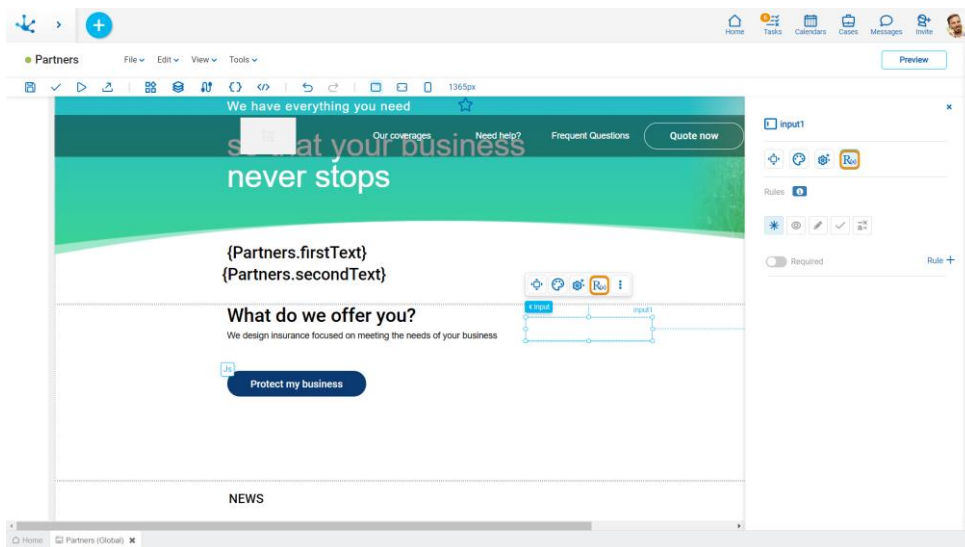 Home
6
Tasks
Calendars
Cases
Messages
Invite
Partners
File
Edit
View
Tools
Preview
1365px
We have everything you need
so that your business
never stops
Our coverages
Need help?
Frequent Questions
Quote now
{Partners.firstText}
{Partners.secondText}
input
input1
What do we offer you?
We design insurance focused on meeting the needs of your business
Js
Protect my business
NEWS
input1
Rules
Required
Rule +
Home
Partners (Global)